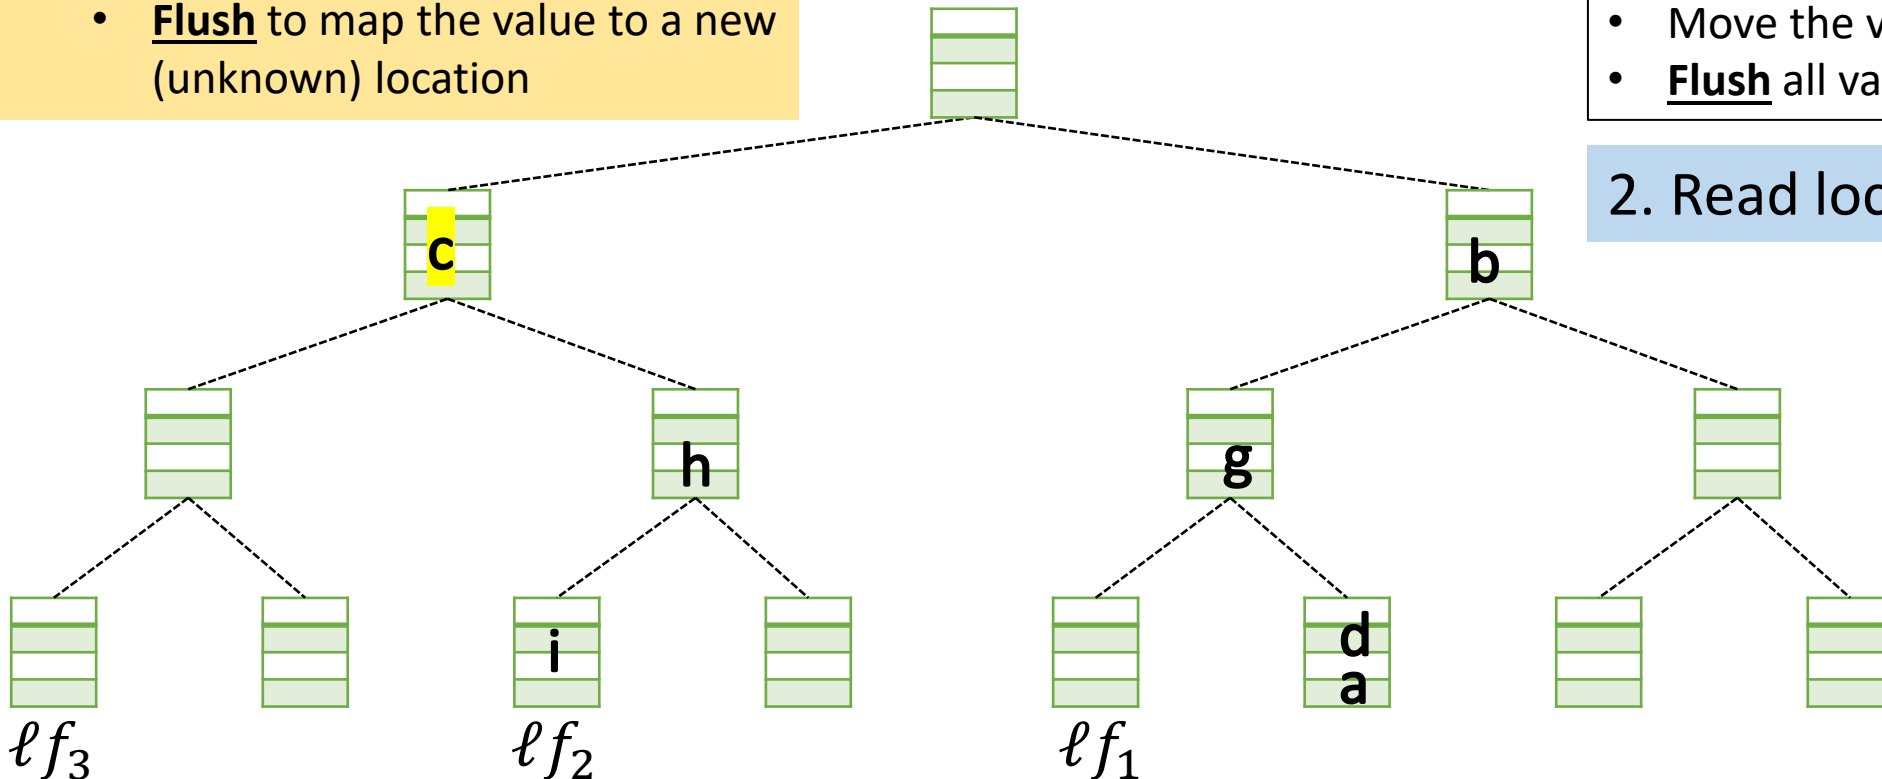 • Flush to map the value to a new
(unknown) location
• Move the v
• Flush all va
2. Read loc
c
b
h
g
i
d
a
ℓf₃
ℓf₂
ℓf₁